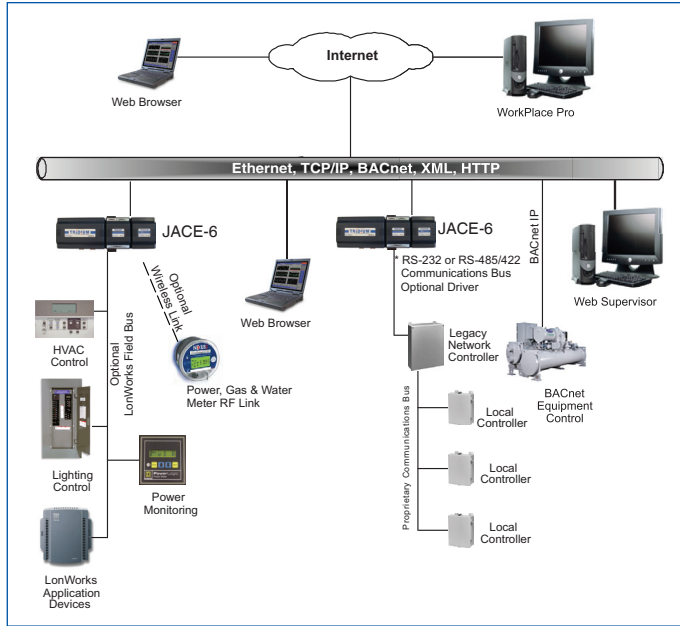 Internet
Web Browser
WorkPlace Pro
Ethernet, TCP/IP, BACnet, XML, HTTP
TRIDIUM
JACE-6
TRIDIUM
JACE-6
Optional
Wireless Link
* RS-232 or RS-485/422
Communications Bus
Optional Driver
BACnet IP
Web Browser
Web Supervisor
HVAC
Control
Optional
LonWorks Field Bus
Power, Gas & Water
Meter RF Link
Legacy
Network
Controller
BACnet
Equipment
Control
Lighting
Control
Power
Monitoring
Proprietary Communications Bus
Local
Controller
Local
Controller
Local
Controller
LonWorks
Application
Devices